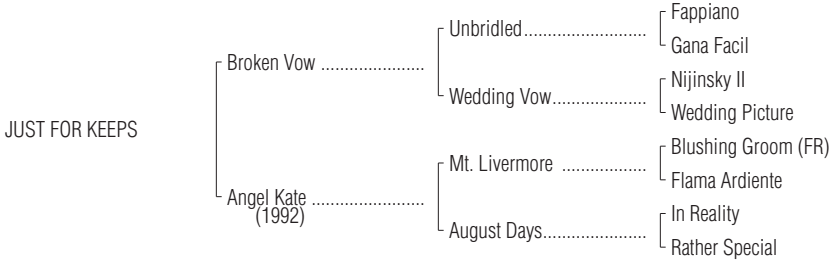 Fappiano
Unbridled..........................
Gana Facil
Broken Vow ......................
Nijinsky II
Wedding Vow....................
Wedding Picture
JUST FOR KEEPS
Blushing Groom (FR)
Mt. Livermore ..................
Flama Ardiente
Angel Kate ........................
(1992)
In Reality
August Days......................
Rather Special